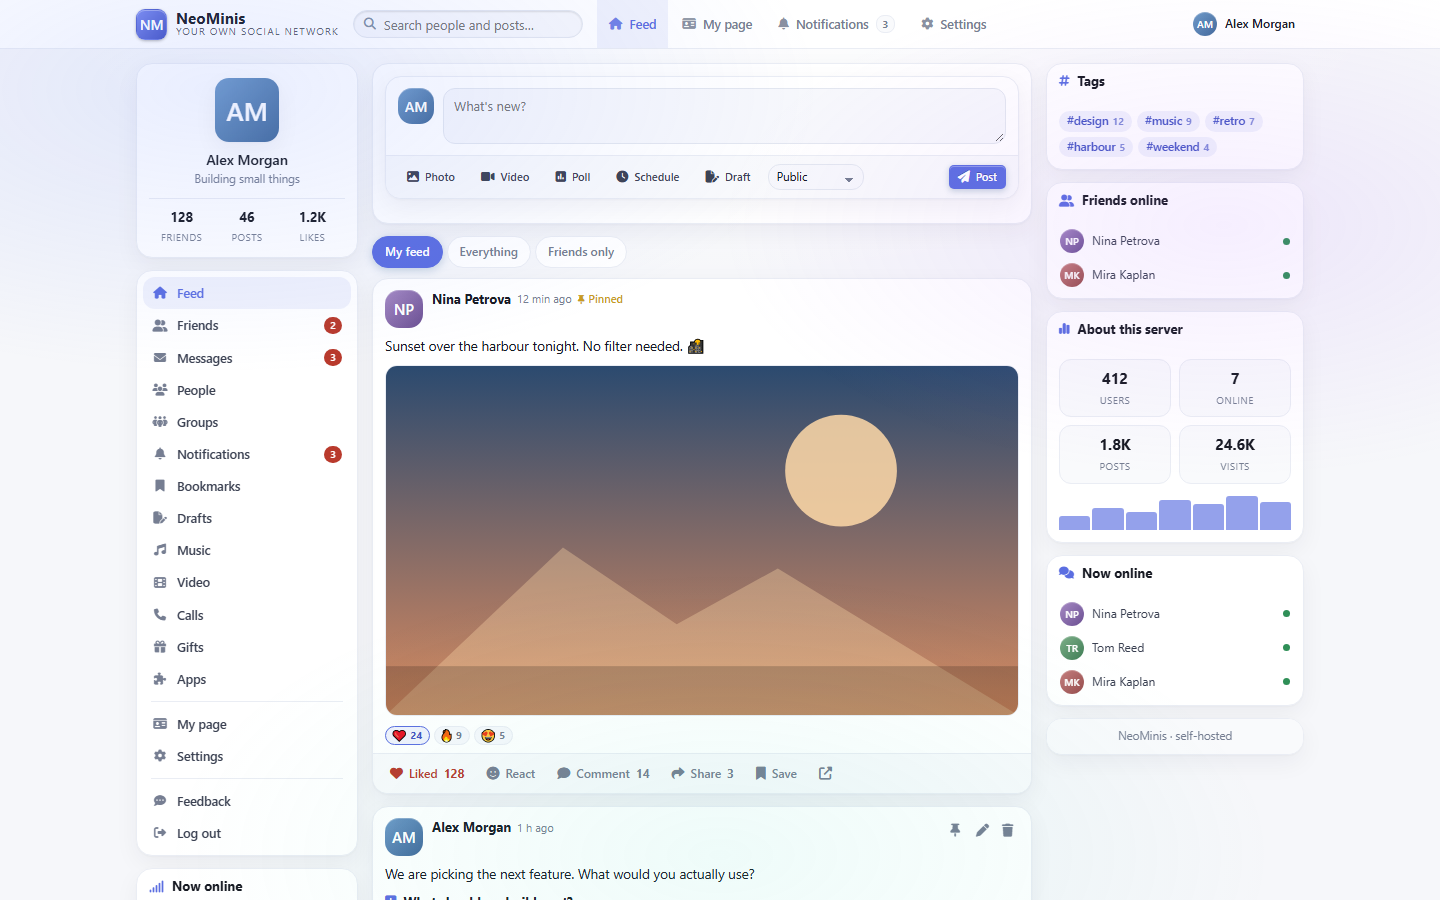 NM
NeoMinis
YOUR OWN SOCIAL NETWORK
Search people and posts...
Feed
My page
Notifications 3
Settings
AM Alex Morgan
AM
Alex Morgan
Building small things
128 46 1.2K
FRIENDS POSTS LIKES
Feed
Friends 2
Messages 3
People
Groups
Notifications 3
Bookmarks
Drafts
Music
Video
Calls
Gifts
Apps
My page
Settings
Feedback
Log out
Now online
AM What's new?
Photo Video Poll Schedule Draft Public Post
My feed Everything Friends only
NP Nina Petrova 12 min ago Pinned
Sunset over the harbour tonight. No filter needed.
24 9 5
Liked 128 React Comment 14 Share 3 Save
AM Alex Morgan 1 h ago
We are picking the next feature. What would you actually use?
# Tags
#design 12 #music 9 #retro 7
#harbour 5 #weekend 4
Friends online
NP Nina Petrova
MK Mira Kaplan
About this server
412 7
USERS ONLINE
1.8K 24.6K
POSTS VISITS
Now online
NP Nina Petrova
TR Tom Reed
MK Mira Kaplan
NeoMinis · self-hosted